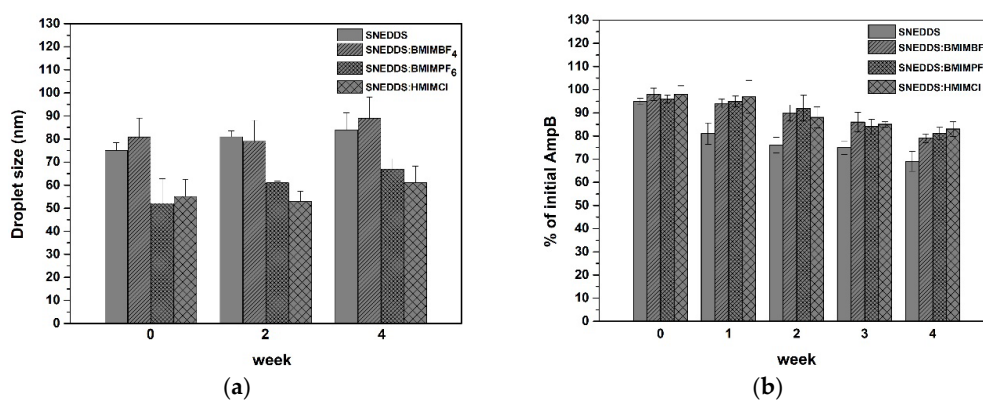 130
120
110
100
90
80
70
60
50
40
30
20
10
0
Droplet size (nm)
SNEDDS
SNEDDS:BMIMBF4
SNEDDS:BMIMPF6
SNEDDS:HMIMCl
0 2 4
week
(a)
130
120
110
100
90
80
70
60
50
40
30
20
10
0
% of initial AmpB
SNEDDS
SNEDDS:BMIMBF
SNEDDS:BMIMPF
SNEDDS:HMIMCl
0 1 2 3 4
week
(b)